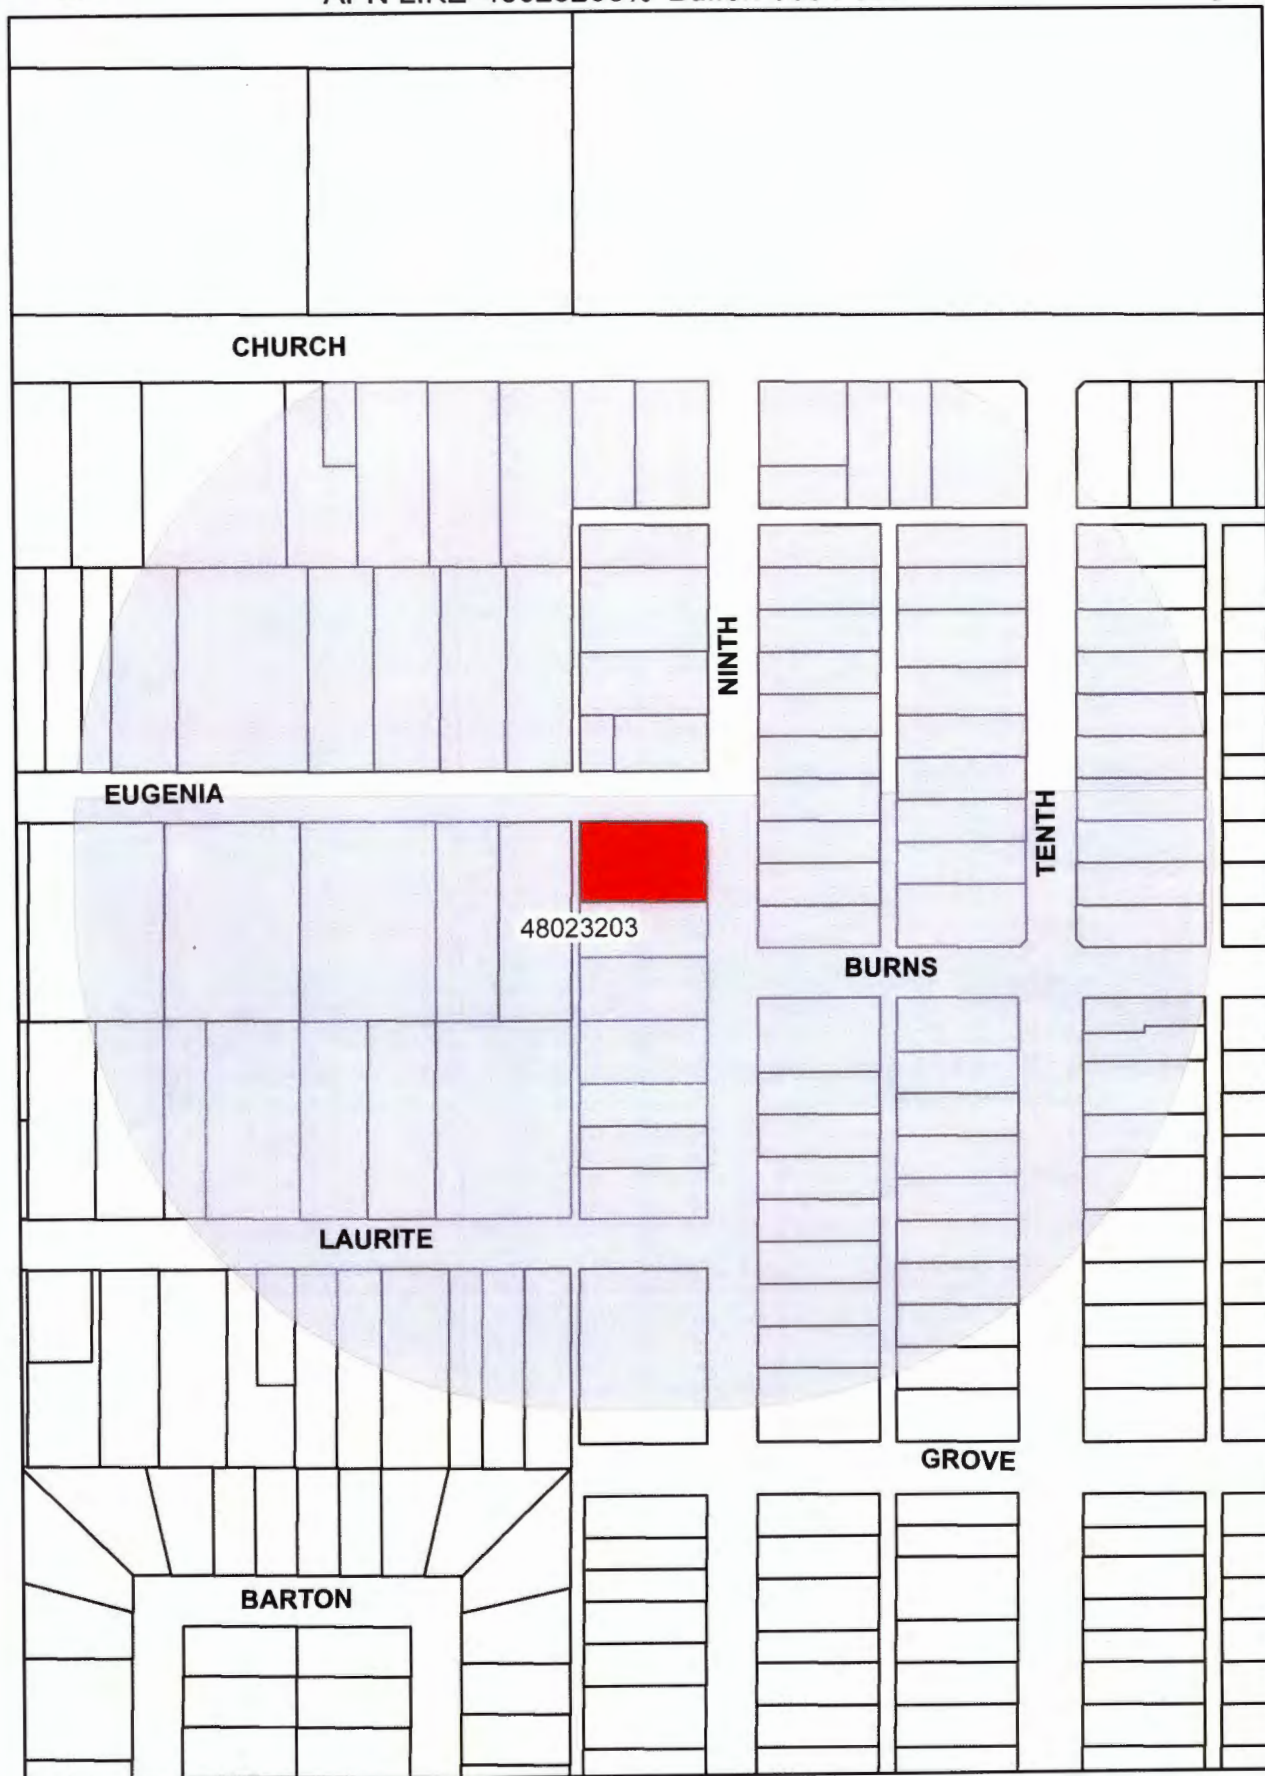 CHURCH
NINTH
EUGENIA
TENTH
48023203
BURNS
LAURITE
GROVE
BARTON